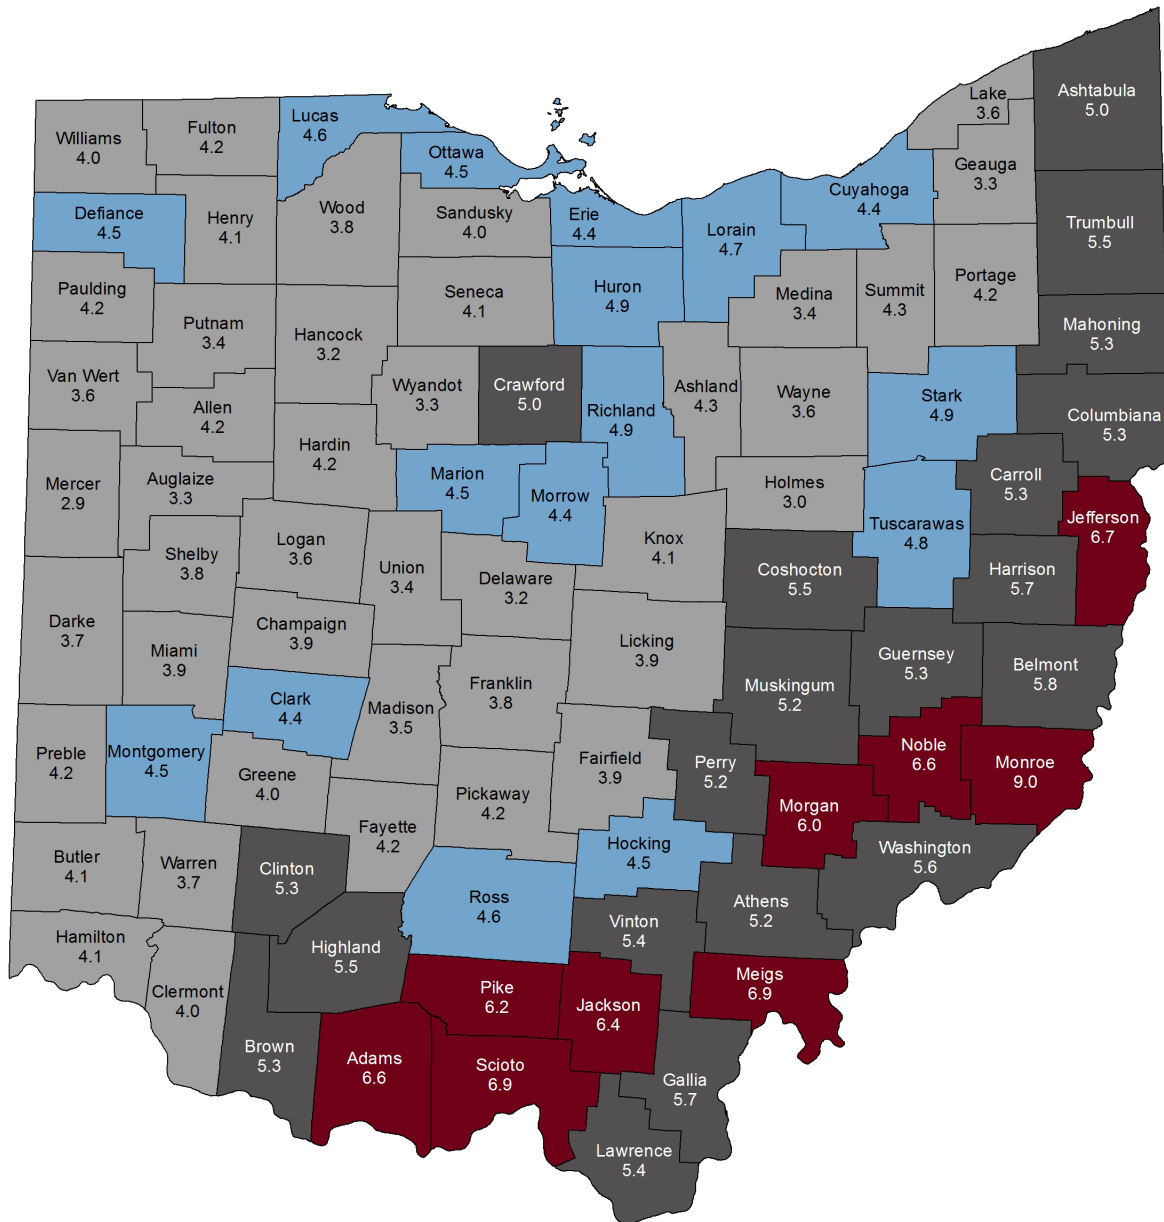 Lake
3.6
Ashtabula
5.0
Williams
4.0
Fulton
4.2
Lucas
4.6
Ottawa
4.5
Geauga
3.3
Cuyahoga
4.4
Defiance
4.5
Henry
4.1
Wood
3.8
Sandusky
4.0
Erie
4.4
Lorain
4.7
Trumbull
5.5
Paulding
4.2
Putnam
3.4
Hancock
3.2
Seneca
4.1
Huron
4.9
Medina
3.4
Summit
4.3
Portage
4.2
Mahoning
5.3
Van Wert
3.6
Allen
4.2
Wyandot
3.3
Crawford
5.0
Richland
4.9
Ashland
4.3
Wayne
3.6
Stark
4.9
Columbiana
5.3
Mercer
2.9
Auglaize
3.3
Hardin
4.2
Marion
4.5
Morrow
4.4
Holmes
3.0
Carroll
5.3
Jefferson
6.7
Shelby
3.8
Logan
3.6
Union
3.4
Delaware
3.2
Knox
4.1
Coshocton
5.5
Tuscarawas
4.8
Harrison
5.7
Darke
3.7
Miami
3.9
Champaign
3.9
Licking
3.9
Muskingum
5.2
Guernsey
5.3
Belmont
5.8
Clark
4.4
Madison
3.5
Franklin
3.8
Preble
4.2
Montgomery
4.5
Greene
4.0
Fayette
4.2
Pickaway
4.2
Fairfield
3.9
Perry
5.2
Morgan
6.0
Noble
6.6
Monroe
9.0
Butler
4.1
Warren
3.7
Clinton
5.3
Ross
4.6
Hocking
4.5
Athens
5.2
Washington
5.6
Hamilton
4.1
Clermont
4.0
Highland
5.5
Pike
6.2
Vinton
5.4
Jackson
6.4
Meigs
6.9
Brown
5.3
Adams
6.6
Scioto
6.9
Gallia
5.7
Lawrence
5.4